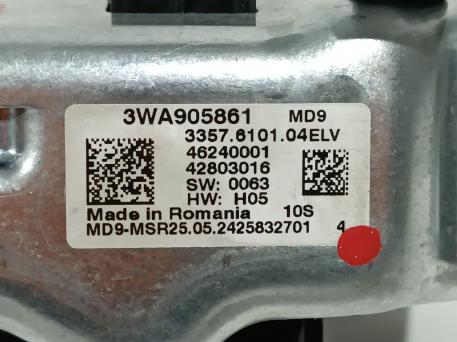 3WA905861 MD9
3357.6101.04ELV
46240001
42803016
SW: 0063
HW: H05
Made in Romania 10S
MD9-MSR25.05.2425832701 4